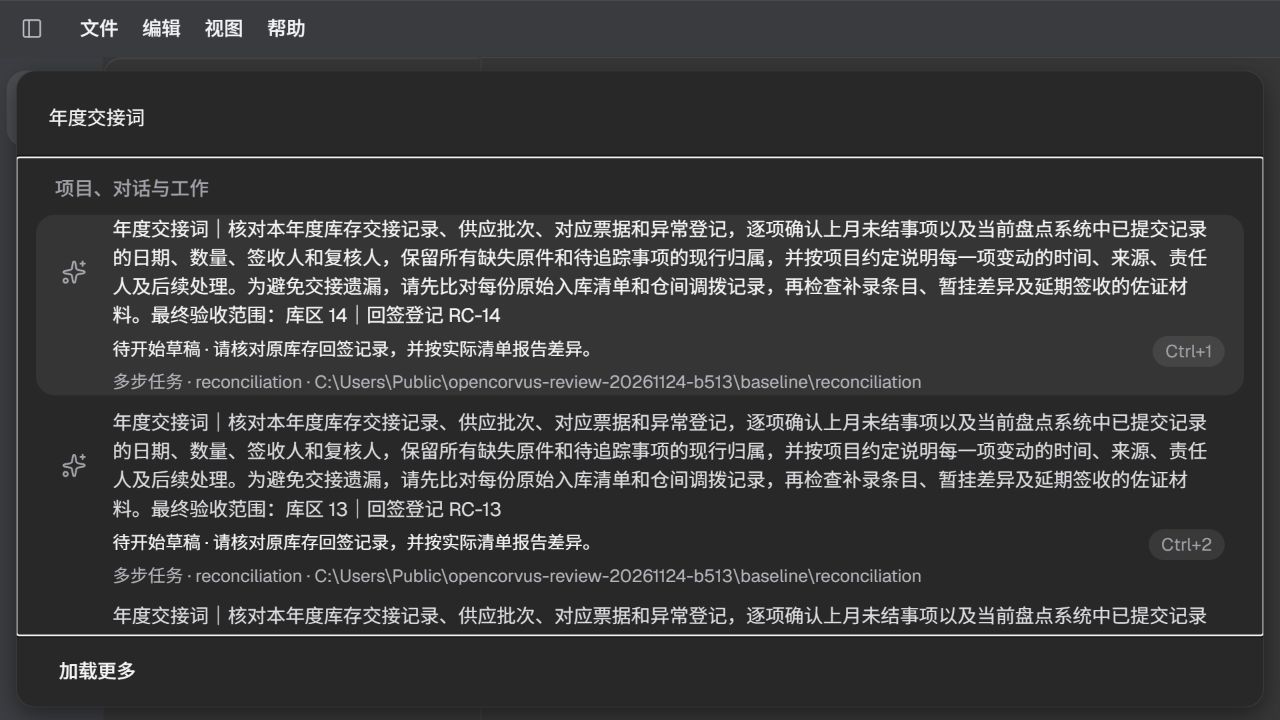 文件 编辑 视图 帮助
年度交接词
项目、对话与工作
年度交接词｜核对本年度库存交接记录、供应批次、对应票据和异常登记，逐项确认上月未结事项以及当前盘点系统中已提交记录
的日期、数量、签收人和复核人，保留所有缺失原件和待追踪事项的现行归属，并按项目约定说明每一项变动的时间、来源、责任
人及后续处理。为避免交接遗漏，请先比对每份原始入库清单和仓间调拨记录，再检查补录条目、暂挂差异及延期签收的佐证材
料。最终验收范围：库区 14｜回签登记 RC-14
待开始草稿 · 请核对原库存回签记录，并按实际清单报告差异。
Ctrl+1
多步任务 · reconciliation · C:\Users\Public\opencorvus-review-20261124-b513\baseline\reconciliation
年度交接词｜核对本年度库存交接记录、供应批次、对应票据和异常登记，逐项确认上月未结事项以及当前盘点系统中已提交记录
的日期、数量、签收人和复核人，保留所有缺失原件和待追踪事项的现行归属，并按项目约定说明每一项变动的时间、来源、责任
人及后续处理。为避免交接遗漏，请先比对每份原始入库清单和仓间调拨记录，再检查补录条目、暂挂差异及延期签收的佐证材
料。最终验收范围：库区 13｜回签登记 RC-13
待开始草稿 · 请核对原库存回签记录，并按实际清单报告差异。
Ctrl+2
多步任务 · reconciliation · C:\Users\Public\opencorvus-review-20261124-b513\baseline\reconciliation
年度交接词｜核对本年度库存交接记录、供应批次、对应票据和异常登记，逐项确认上月未结事项以及当前盘点系统中已提交记录
加载更多